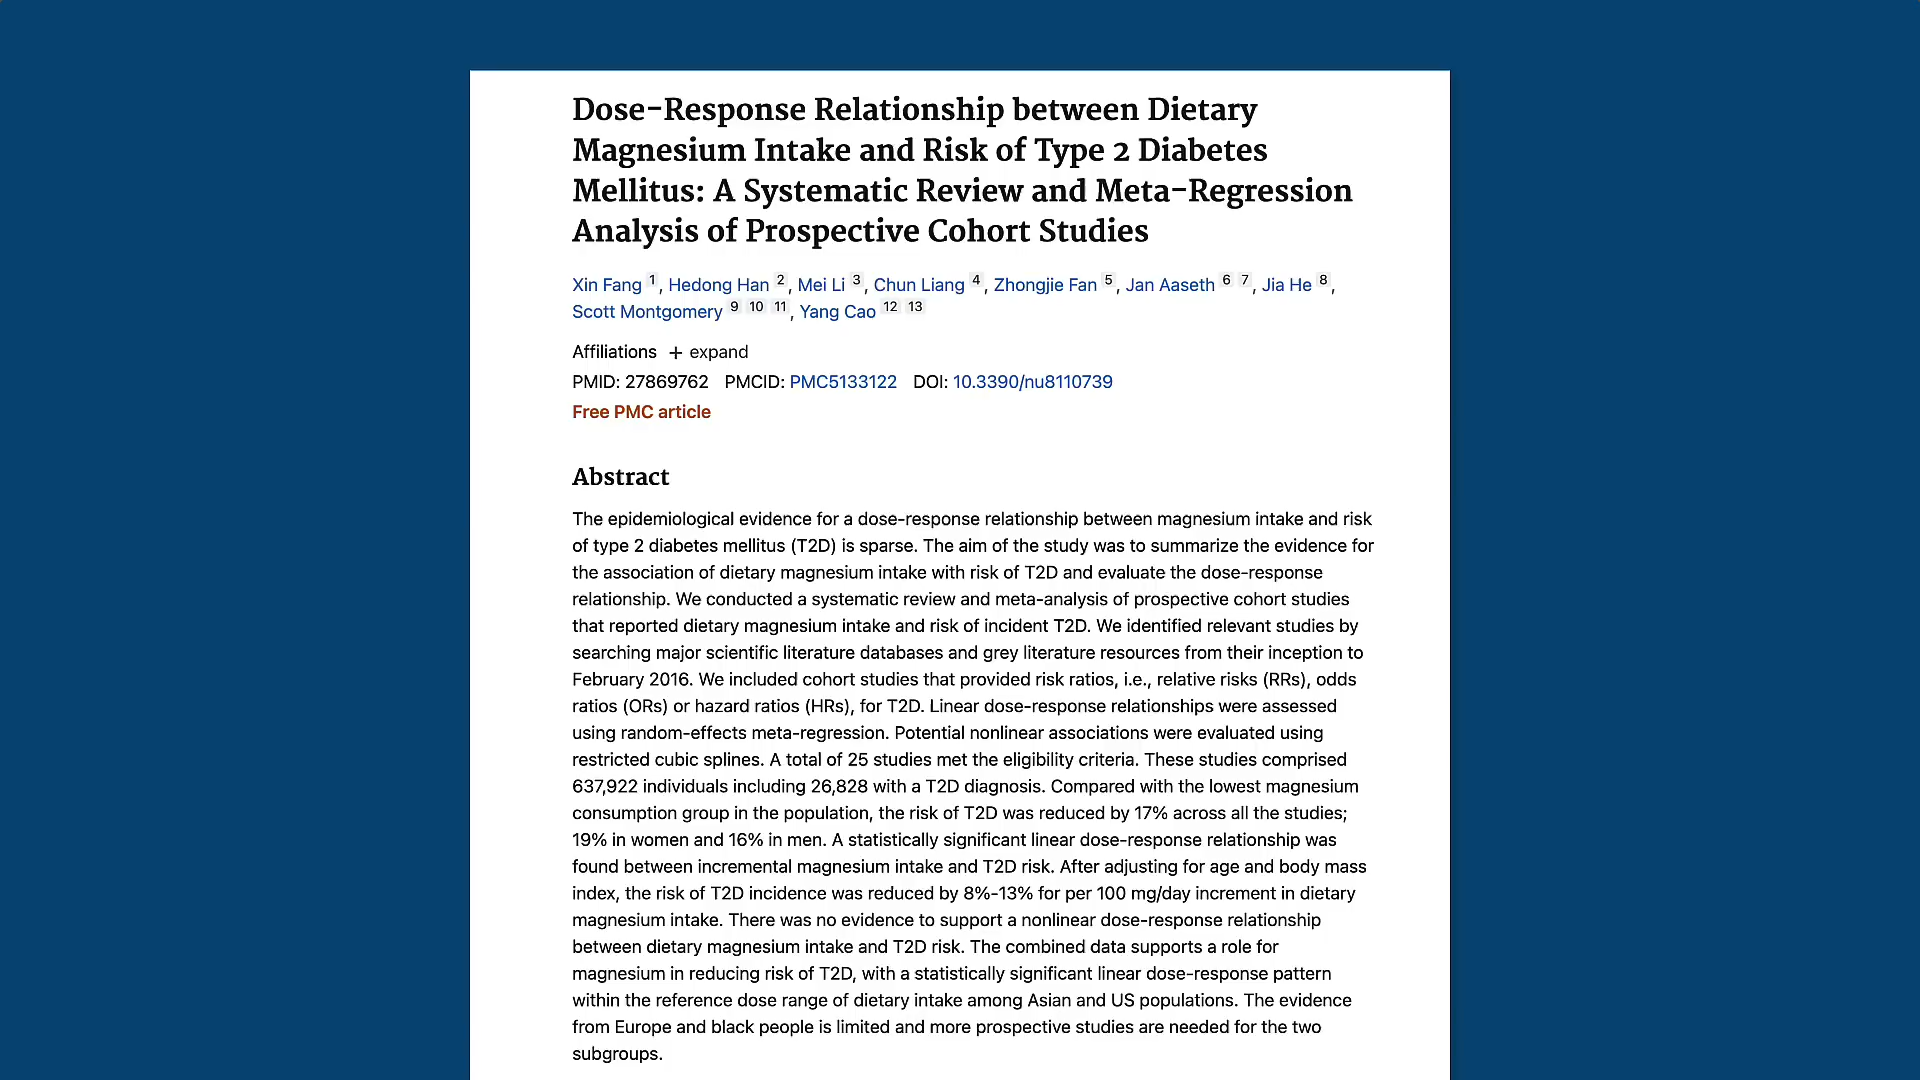 Dose-Response Relationship between Dietary
Magnesium Intake and Risk of Type 2 Diabetes
Mellitus: A Systematic Review and Meta-Regression
Analysis of Prospective Cohort Studies
Xin Fang 1, Hedong Han 2, Mei Li 3, Chun Liang 4, Zhongjie Fan 5, Jan Aaseth 6 7, Jia He 8,
Scott Montgomery 9 10 11, Yang Cao 12 13
Affiliations + expand
PMID: 27869762 PMCID: PMC5133122 DOI: 10.3390/nu8110739
Free PMC article
Abstract
The epidemiological evidence for a dose-response relationship between magnesium intake and risk
of type 2 diabetes mellitus (T2D) is sparse. The aim of the study was to summarize the evidence for
the association of dietary magnesium intake with risk of T2D and evaluate the dose-response
relationship. We conducted a systematic review and meta-analysis of prospective cohort studies
that reported dietary magnesium intake and risk of incident T2D. We identified relevant studies by
searching major scientific literature databases and grey literature resources from their inception to
February 2016. We included cohort studies that provided risk ratios, i.e., relative risks (RRs), odds
ratios (ORs) or hazard ratios (HRs), for T2D. Linear dose-response relationships were assessed
using random-effects meta-regression. Potential nonlinear associations were evaluated using
restricted cubic splines. A total of 25 studies met the eligibility criteria. These studies comprised
637,922 individuals including 26,828 with a T2D diagnosis. Compared with the lowest magnesium
consumption group in the population, the risk of T2D was reduced by 17% across all the studies;
19% in women and 16% in men. A statistically significant linear dose-response relationship was
found between incremental magnesium intake and T2D risk. After adjusting for age and body mass
index, the risk of T2D incidence was reduced by 8%-13% for per 100 mg/day increment in dietary
magnesium intake. There was no evidence to support a nonlinear dose-response relationship
between dietary magnesium intake and T2D risk. The combined data supports a role for
magnesium in reducing risk of T2D, with a statistically significant linear dose-response pattern
within the reference dose range of dietary intake among Asian and US populations. The evidence
from Europe and black people is limited and more prospective studies are needed for the two
subgroups.